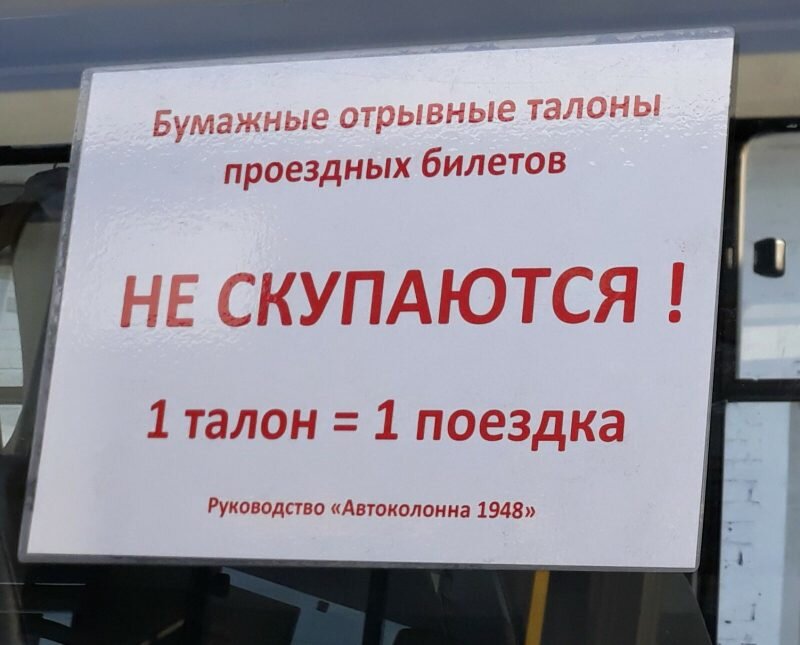 Бумажные отрывные талоны
проездных билетов
НЕ СКУПАЮТСЯ !
1 талон = 1 поездка
Руководство «Автоколонна 1948»